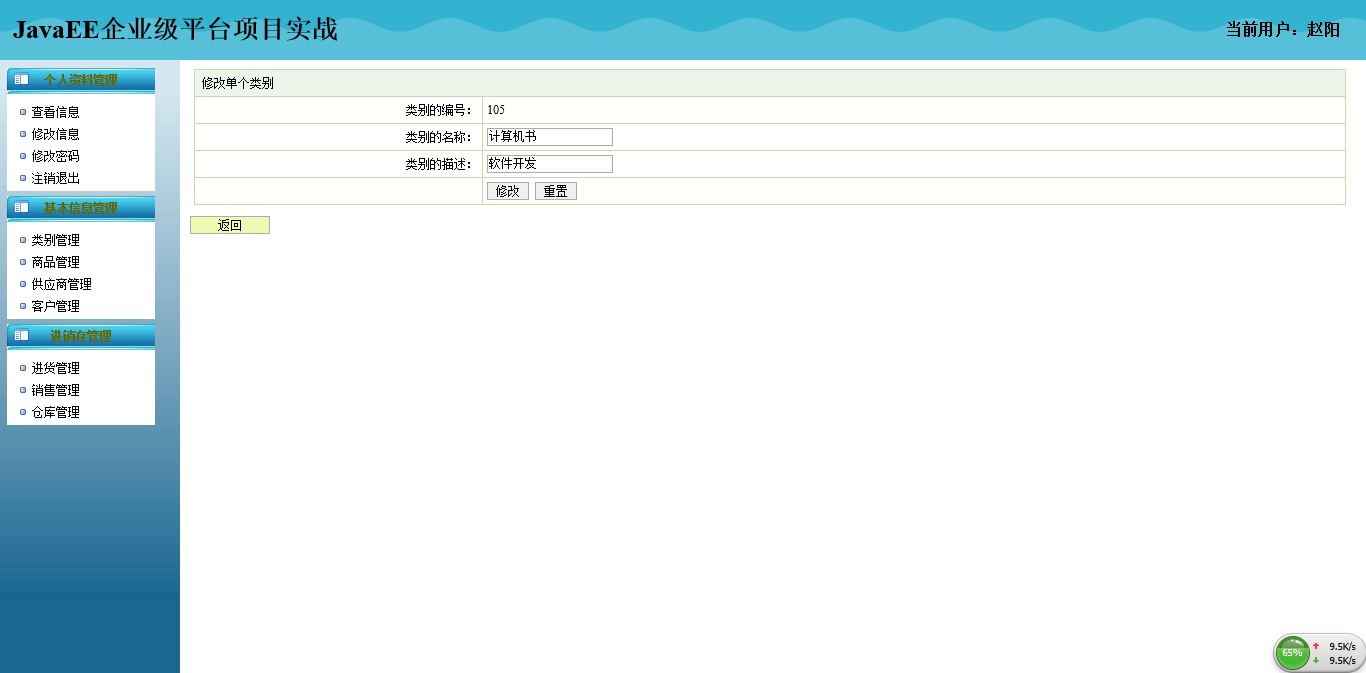 JavaEE企业级平台项目实战
当前用户：赵阳
个人资料管理
查看信息
修改信息
修改密码
注销退出
基本信息管理
类别管理
商品管理
供应商管理
客户管理
进销存管理
进货管理
销售管理
仓库管理
修改单个类别
类别的编号： 105
类别的名称： 计算机书
类别的描述： 软件开发
修改 重置
返回
65%
9.5K/s
9.5K/s